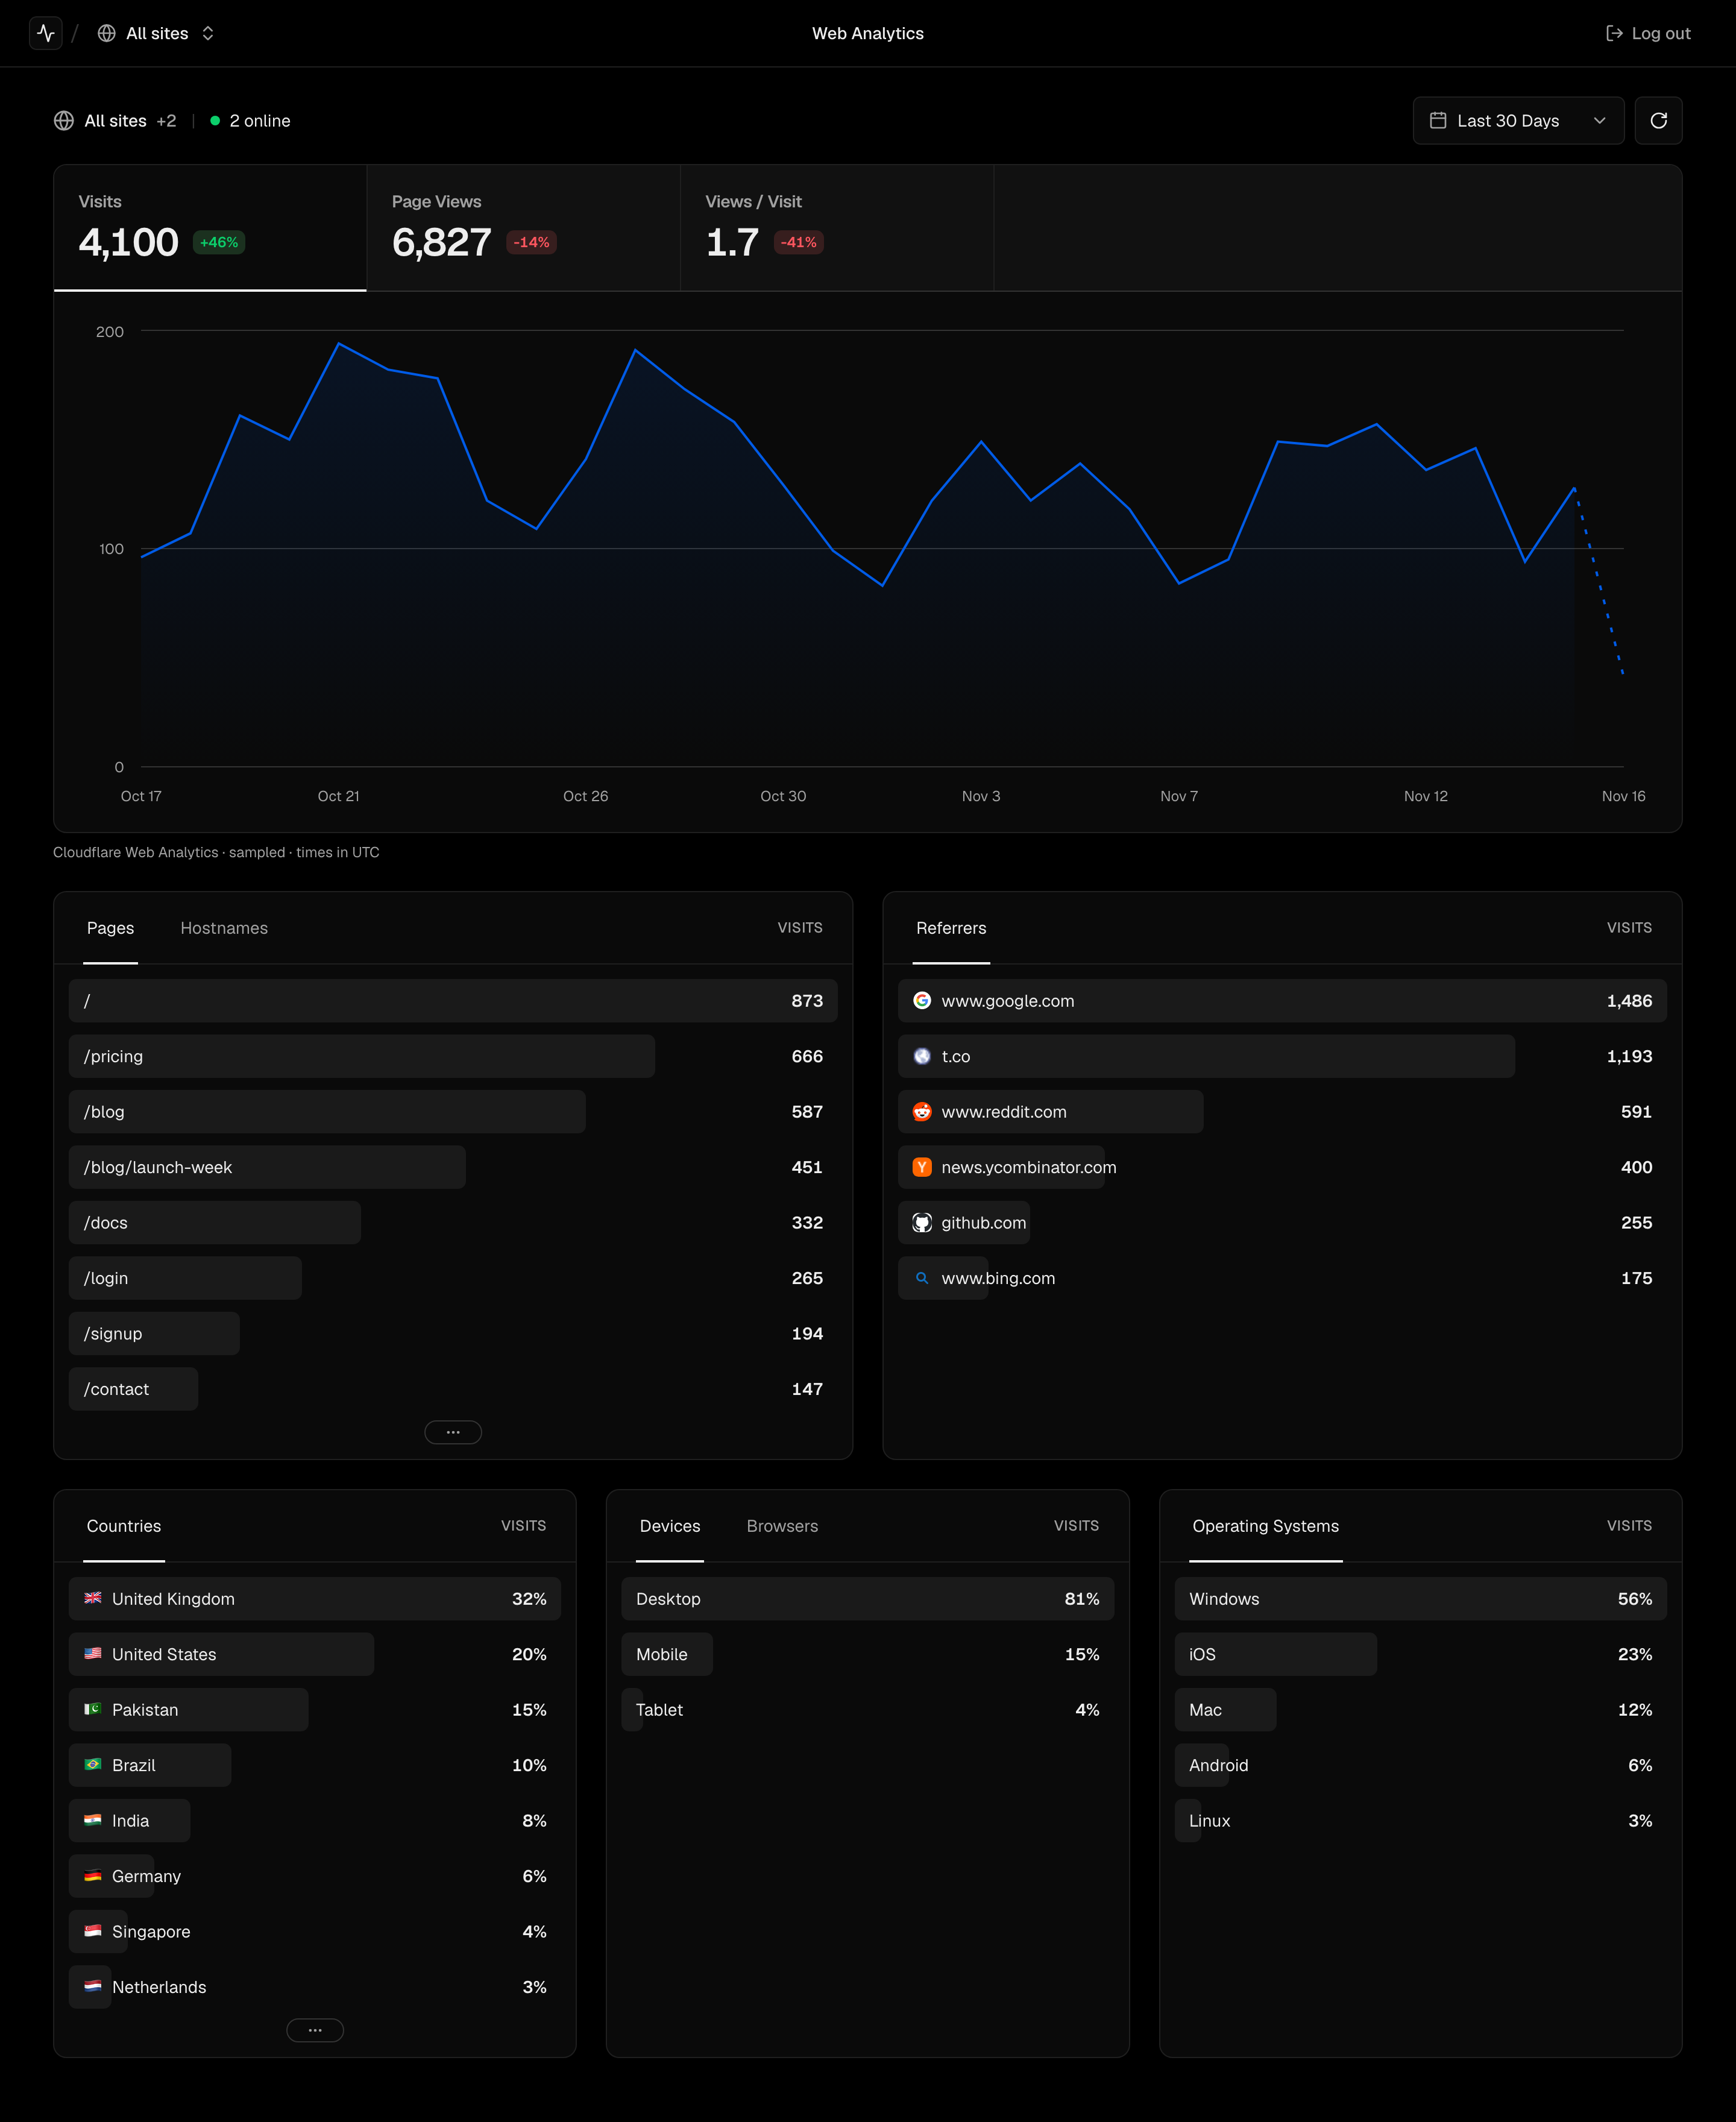 / All sites
Web Analytics
Log out
All sites +2 | 2 online
Last 30 Days
Visits
4,100 +46%
Page Views
6,827 -14%
Views / Visit
1.7 -41%
200
100
0
Oct 17 Oct 21 Oct 26 Oct 30 Nov 3 Nov 7 Nov 12 Nov 16
Cloudflare Web Analytics · sampled · times in UTC
Pages Hostnames VISITS
/ 873
/pricing 666
/blog 587
/blog/launch-week 451
/docs 332
/login 265
/signup 194
/contact 147
···
Referrers VISITS
www.google.com 1,486
t.co 1,193
www.reddit.com 591
news.ycombinator.com 400
github.com 255
www.bing.com 175
Countries VISITS
United Kingdom 32%
United States 20%
Pakistan 15%
Brazil 10%
India 8%
Germany 6%
Singapore 4%
Netherlands 3%
···
Devices Browsers VISITS
Desktop 81%
Mobile 15%
Tablet 4%
Operating Systems VISITS
Windows 56%
iOS 23%
Mac 12%
Android 6%
Linux 3%